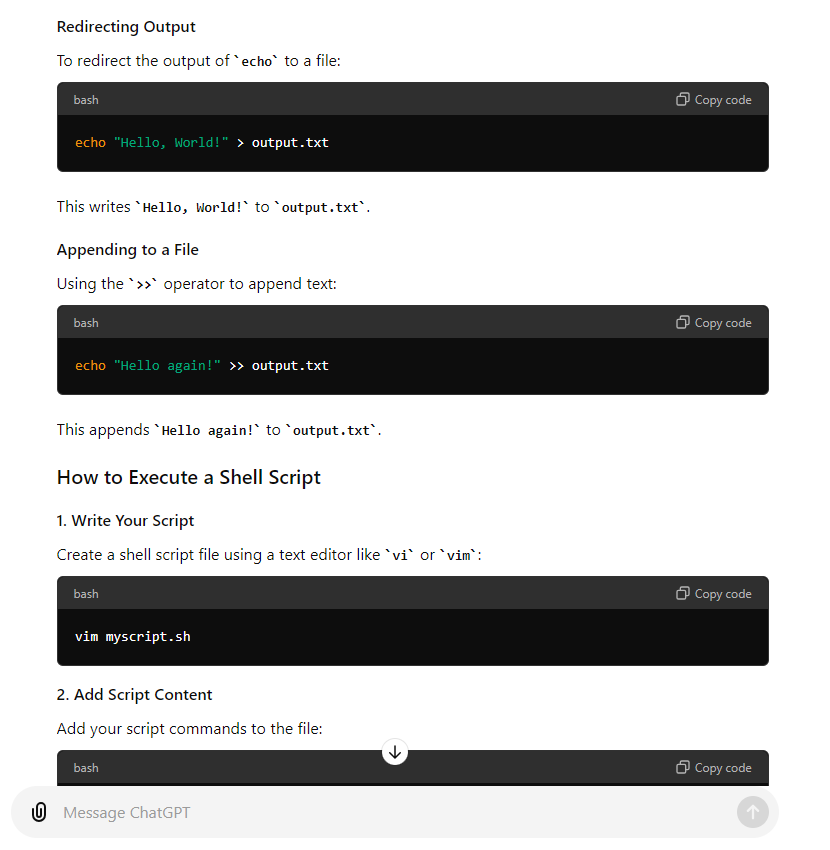 Redirecting Output
To redirect the output of `echo` to a file:
bash
Copy code
echo "Hello, World!" > output.txt
This writes `Hello, World!` to `output.txt`.
Appending to a File
Using the `>>` operator to append text:
bash
Copy code
echo "Hello again!" >> output.txt
This appends `Hello again!` to `output.txt`.
How to Execute a Shell Script
1. Write Your Script
Create a shell script file using a text editor like `vi` or `vim`:
bash
Copy code
vim myscript.sh
2. Add Script Content
Add your script commands to the file:
bash
Copy code
Message ChatGPT